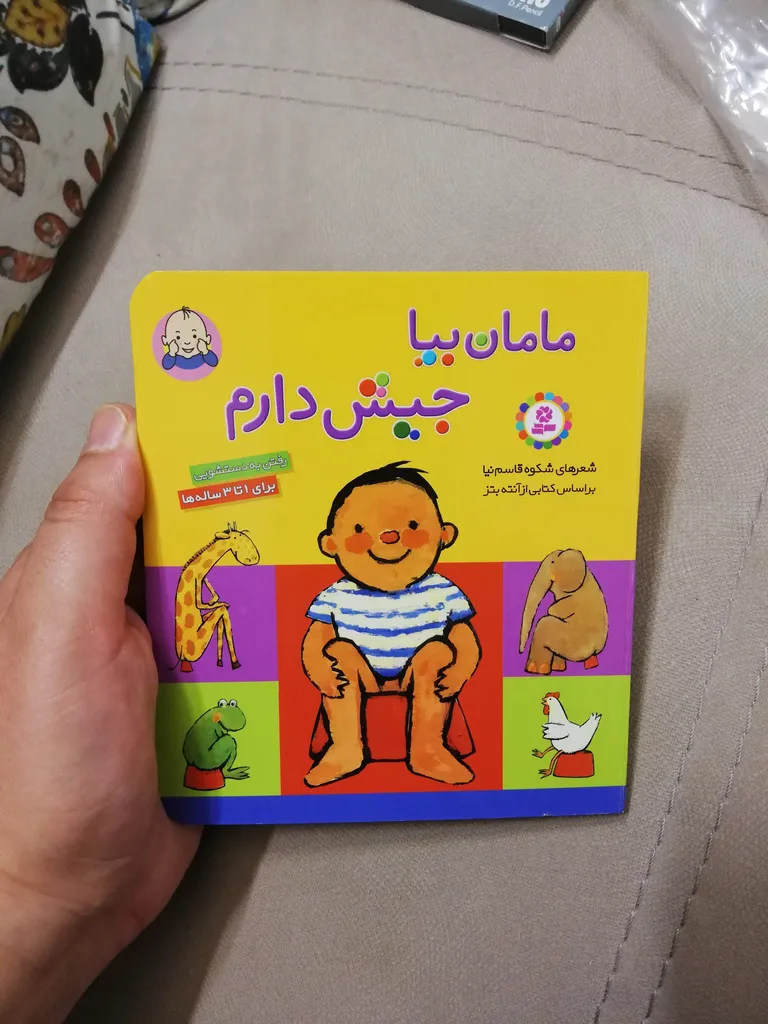 مامان بیا
جیش دارم
شعرهای شکوه قاسم‌نیا
براساس کتابی از آنته بتز
رفتن به دستشویی
برای ۱ تا ۳ ساله‌ها
D.F.Pencil